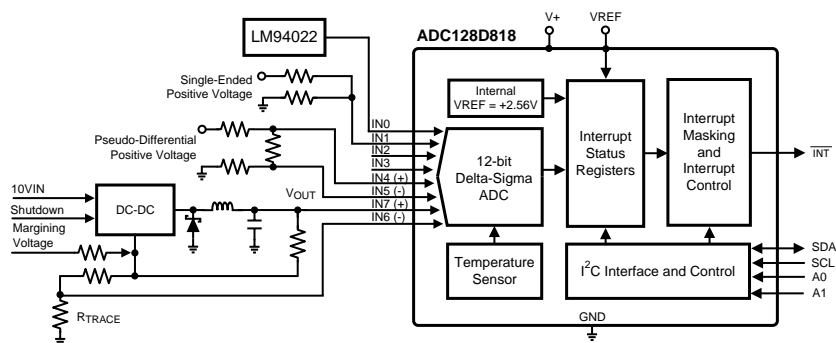 V+
VREF
LM94022
ADC128D818
Single-Ended
Positive Voltage
Internal
VREF = +2.56V
Interrupt
Status
Registers
Interrupt
Masking
and
Interrupt
Control
INT
Pseudo-Differential
Positive Voltage
IN0
IN1
IN2
IN3
IN4 (+)
IN5 (-)
IN7 (+)
IN6 (-)
12-bit
Delta-Sigma
ADC
10VIN
Shutdown
Margining
Voltage
DC-DC
VOUT
Temperature
Sensor
I2C Interface and Control
SDA
SCL
A0
A1
RTRACE
GND